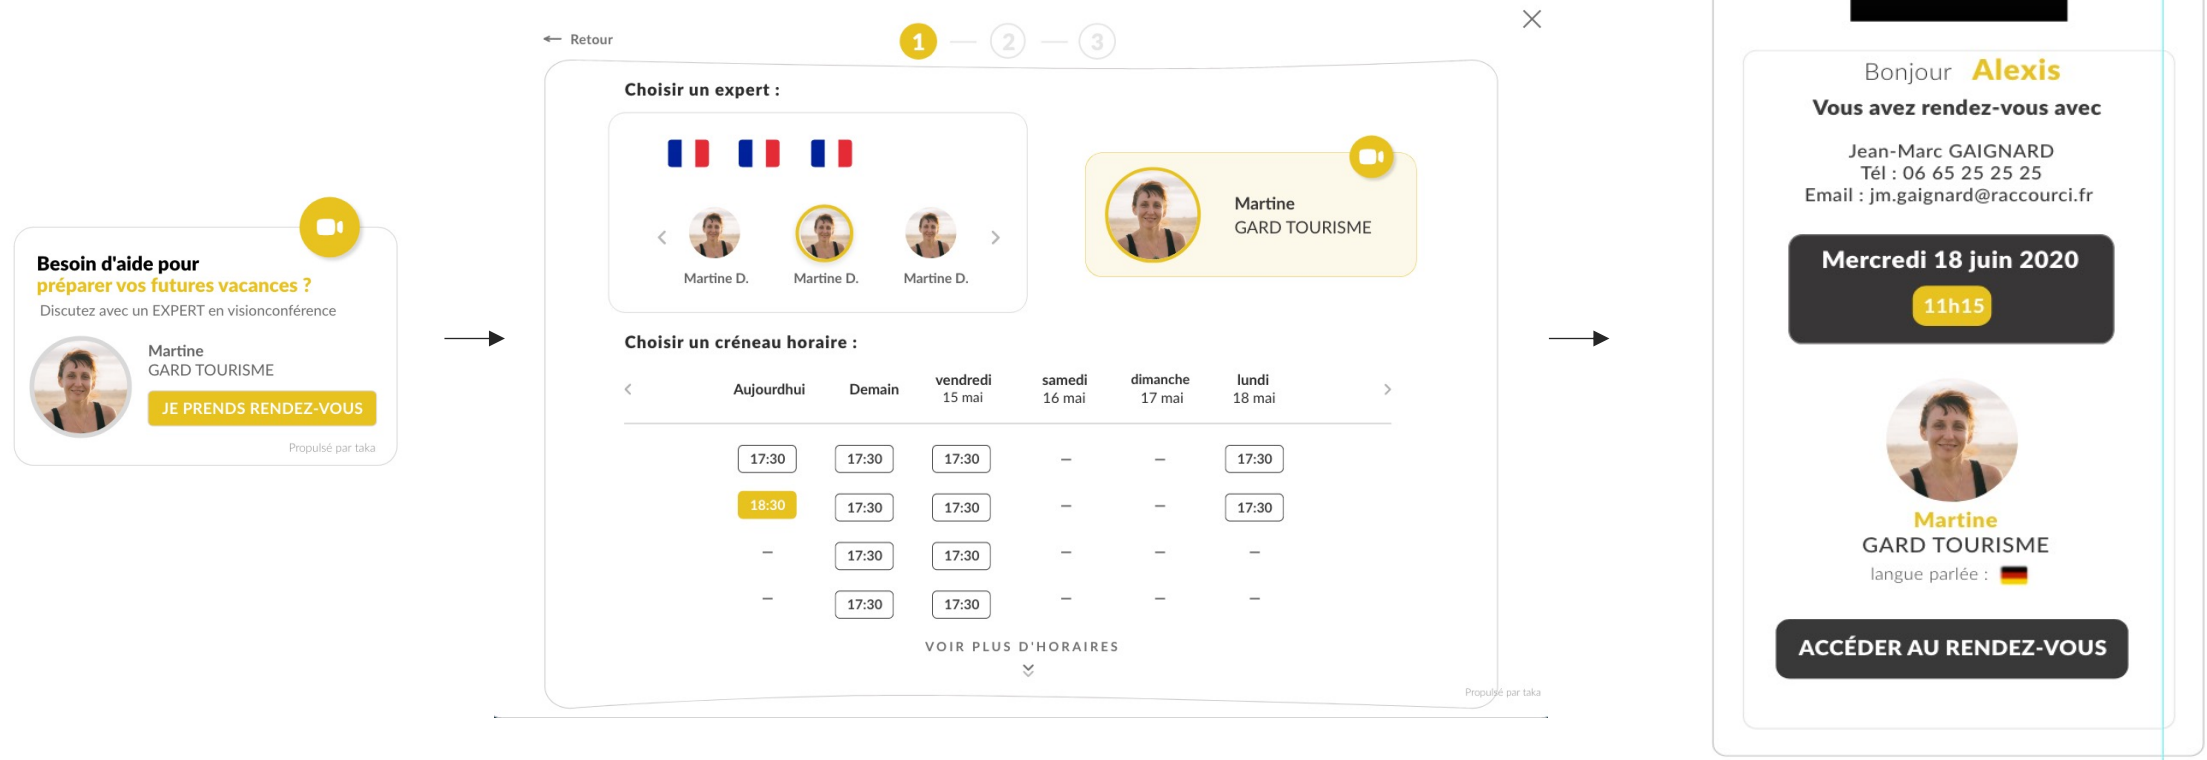 Besoin d'aide pour
préparer vos futures vacances ?
Discutez avec un EXPERT en visionconférence
Martine
GARD TOURISME
JE PRENDS RENDEZ-VOUS
Propulsé par taka
Retour
1
2
3
Choisir un expert :
Martine D. Martine D. Martine D.
Martine
GARD TOURISME
Choisir un créneau horaire :
Aujourdhui Demain vendredi 15 mai samedi 16 mai dimanche 17 mai lundi 18 mai
17:30 17:30 17:30 – – 17:30
18:30 17:30 17:30 – – 17:30
– 17:30 17:30 – – –
– 17:30 17:30 – – –
VOIR PLUS D'HORAIRES
Propulsé par taka
Bonjour Alexis
Vous avez rendez-vous avec
Jean-Marc GAIGNARD
Tél : 06 65 25 25 25
Email : jm.gaignard@raccourci.fr
Mercredi 18 juin 2020
11h15
Martine
GARD TOURISME
langue parlée :
ACCÉDER AU RENDEZ-VOUS